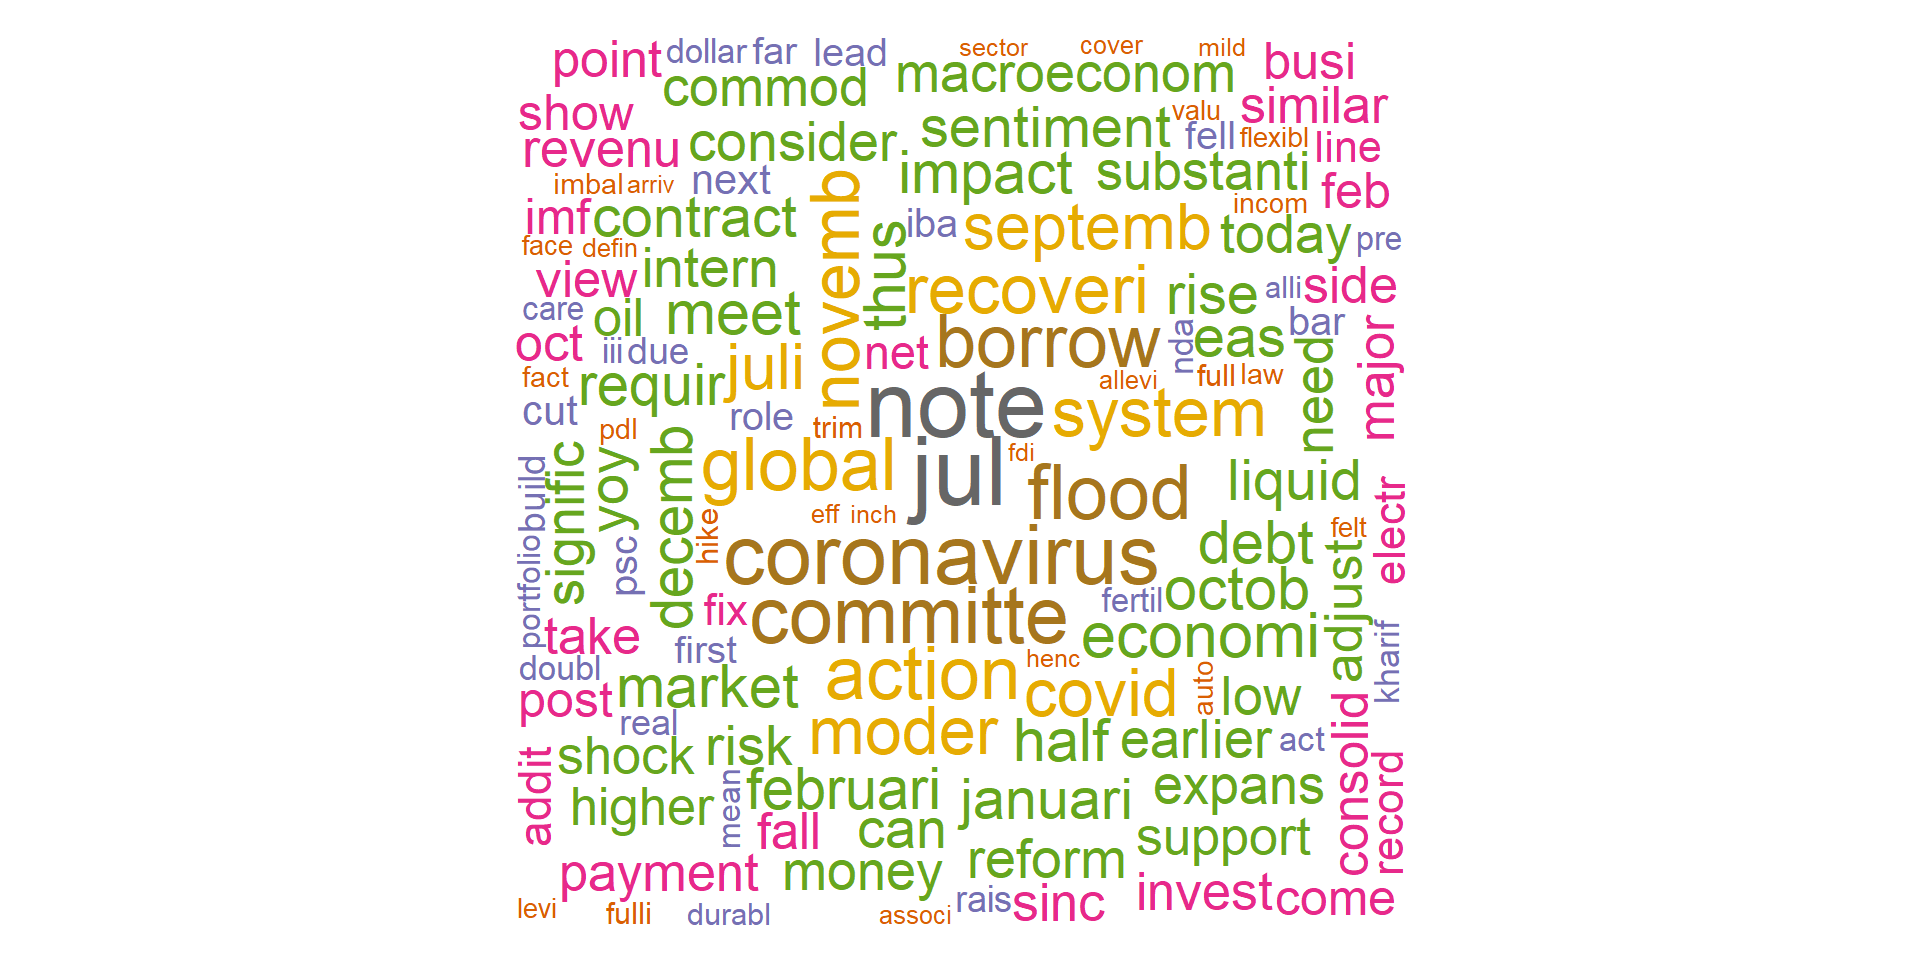 sector cover mild
point dollar far lead busi
commod macroeconom
show valu similar
revenu consider sentiment fell flexibl line
imbal arriv next impact substanti feb
imf contract novemb iba septemb incom today pre
face defin thus
view intern recoveri rise alli side
care oil meet borrow nda eas bar
oct iii due juli net need major
fact requir allevi full law
cut role note system
pdl trim
signific yoy decemb global jul fdi flood liquid electr
portfolio build
eff inch
psc hike coronavirus debt felt adjust
fix committe fertil octob
take first economi kharif
doubl action henc
post market covid auto low consolid
real moder
shock risk half earlier act
addit higher mean februari januari expans record
fall can support
payment money reform
levi fulli durabl associ rais sinc invest come